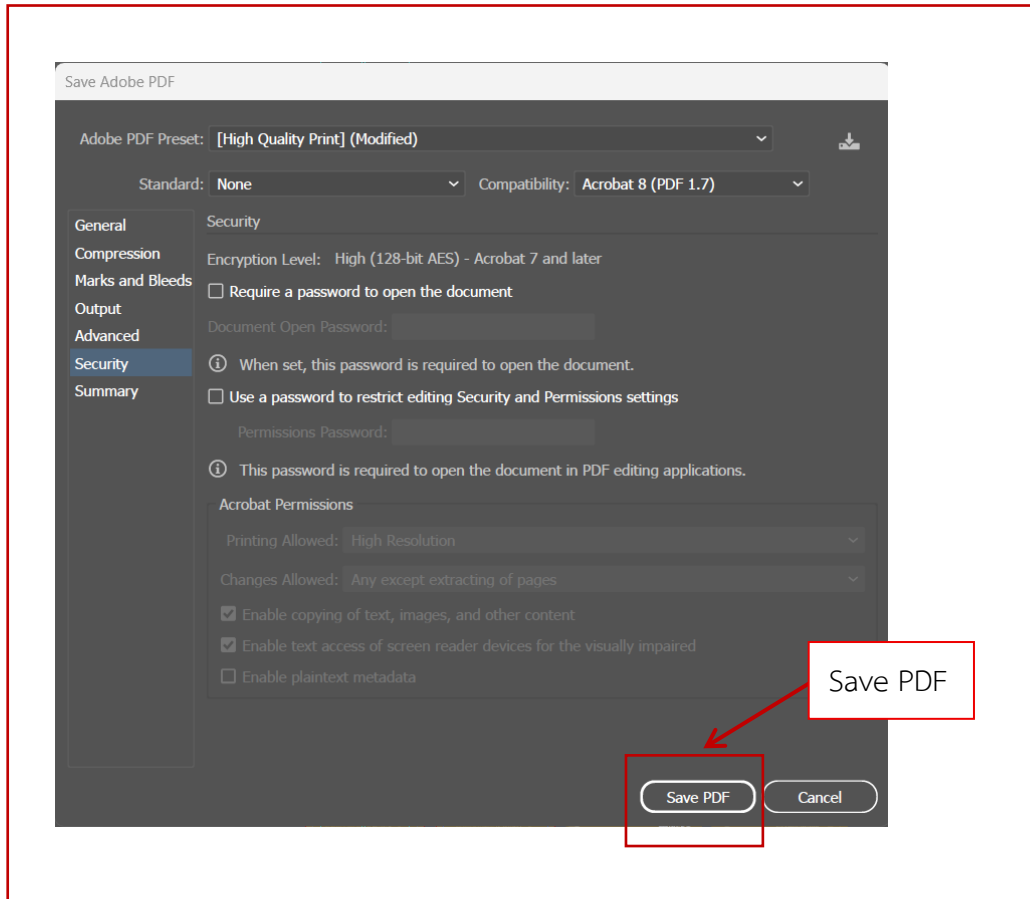 Save Adobe PDF
Adobe PDF Preset: [High Quality Print] (Modified)
Standard: None Compatibility: Acrobat 8 (PDF 1.7)
General
Compression
Marks and Bleeds
Output
Advanced
Security
Summary
Security
Encryption Level: High (128-bit AES) - Acrobat 7 and later
Require a password to open the document
Document Open Password:
When set, this password is required to open the document.
Use a password to restrict editing Security and Permissions settings
Permissions Password:
This password is required to open the document in PDF editing applications.
Acrobat Permissions
Printing Allowed: High Resolution
Changes Allowed: Any except extracting of pages
Enable copying of text, images, and other content
Enable text access of screen reader devices for the visually impaired
Enable plaintext metadata
Save PDF
Save PDF Cancel